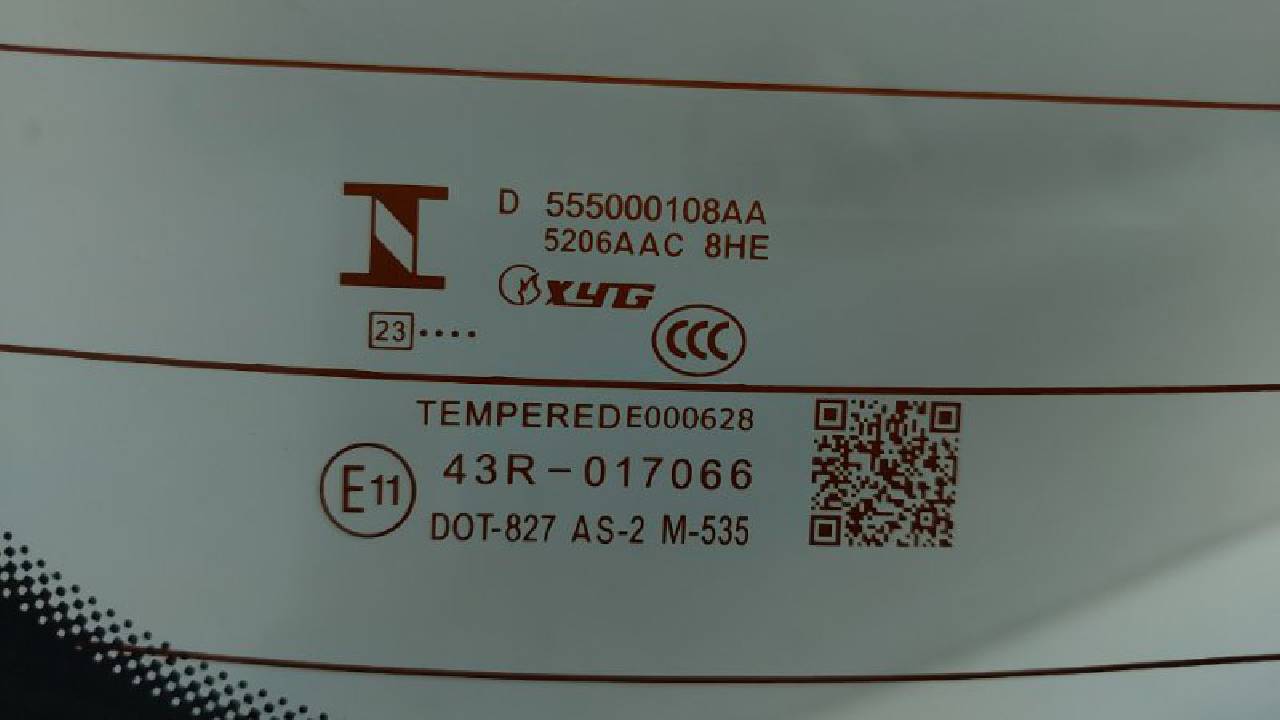 D 555000108AA
5206AAC 8HE
XYG
23 ••••
CCC
TEMPEREDE000628
E11
43R-017066
DOT-827 AS-2 M-535